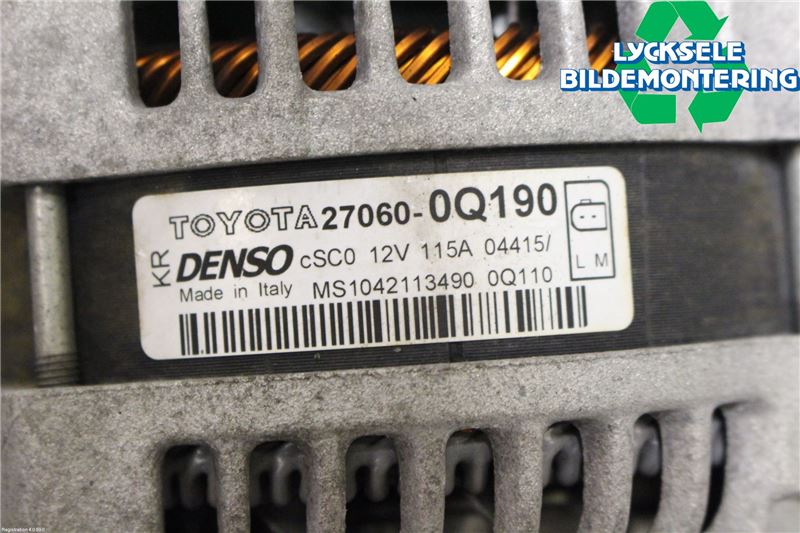 LYCKSELE
BILDEMONTERING
TOYOTA 27060-0Q190
KR
DENSO cSC0 12V 115A 04415/
L M
Made in Italy MS1042113490 0Q110